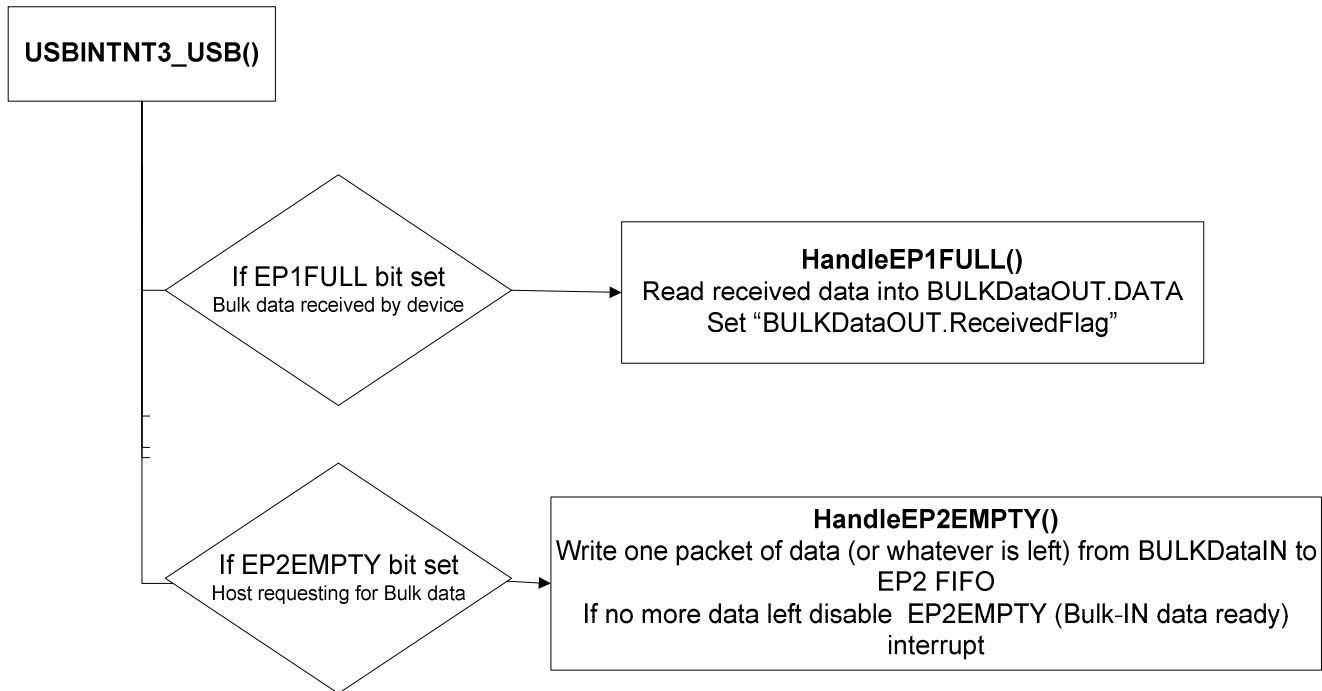 USBINTNT3_USB()
If EP1FULL bit set
Bulk data received by device
HandleEP1FULL()
Read received data into BULKDataOUT.DATA
Set “BULKDataOUT.ReceivedFlag”
If EP2EMPTY bit set
Host requesting for Bulk data
HandleEP2EMPTY()
Write one packet of data (or whatever is left) from BULKDataIN to
EP2 FIFO
If no more data left disable  EP2EMPTY (Bulk-IN data ready)
interrupt